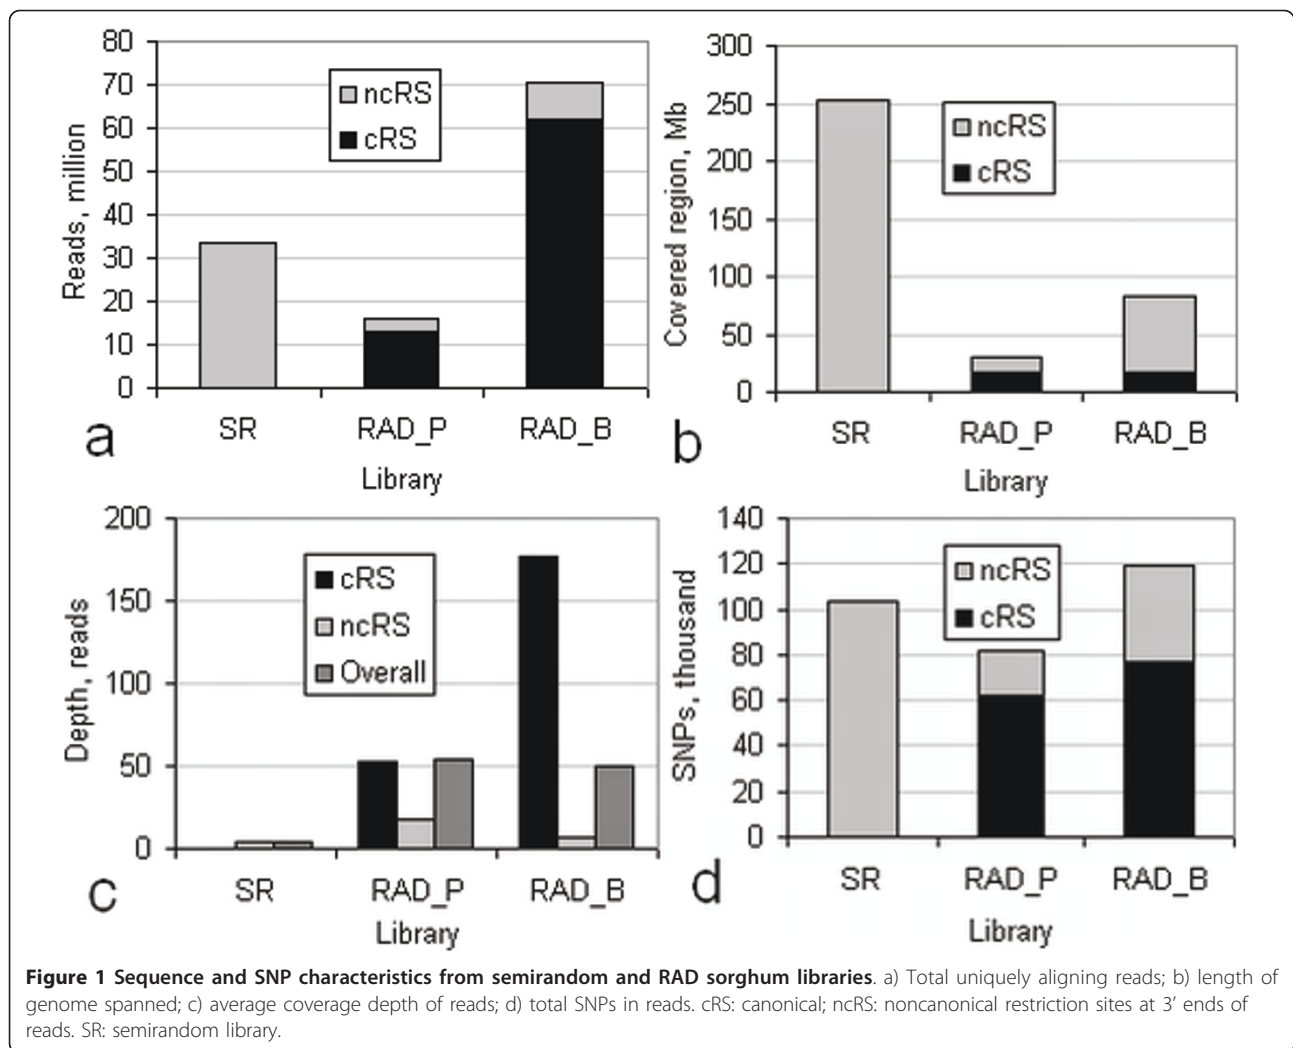 80
70
60
50
40
30
20
10
0
Reads, million
ncRS
cRS
SR RAD_P RAD_B
Library
a
300
250
200
150
100
50
0
Covered region, Mb
ncRS
cRS
SR RAD_P RAD_B
Library
b
200
150
100
50
0
Depth, reads
cRS
ncRS
Overall
SR RAD_P RAD_B
Library
c
140
120
100
80
60
40
20
0
SNPs, thousand
ncRS
cRS
SR RAD_P RAD_B
Library
d
Figure 1 Sequence and SNP characteristics from semirandom and RAD sorghum libraries. a) Total uniquely aligning reads; b) length of
genome spanned; c) average coverage depth of reads; d) total SNPs in reads. cRS: canonical; ncRS: noncanonical restriction sites at 3’ ends of
reads. SR: semirandom library.